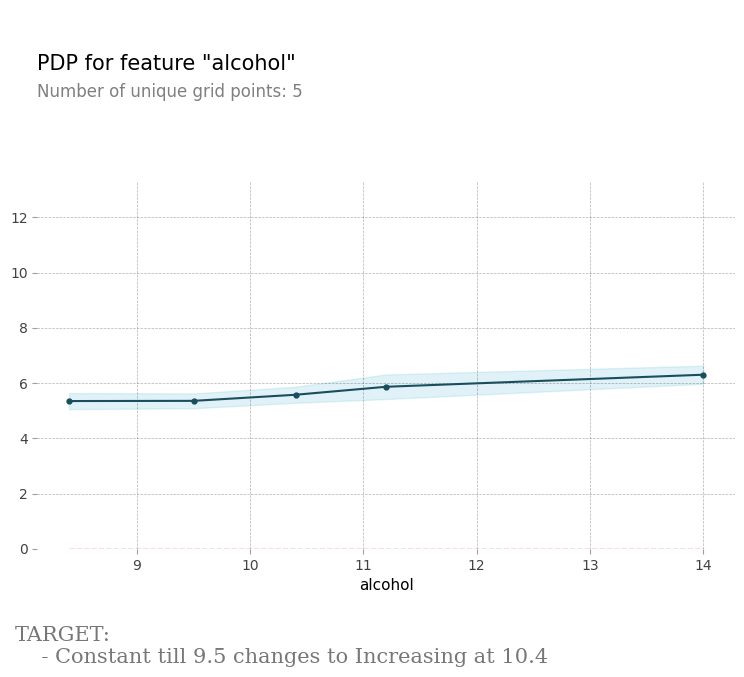 PDP for feature "alcohol"
Number of unique grid points: 5
12
10
8
6
4
2
0
9 10 11 12 13 14
alcohol
TARGET:
- Constant till 9.5 changes to Increasing at 10.4